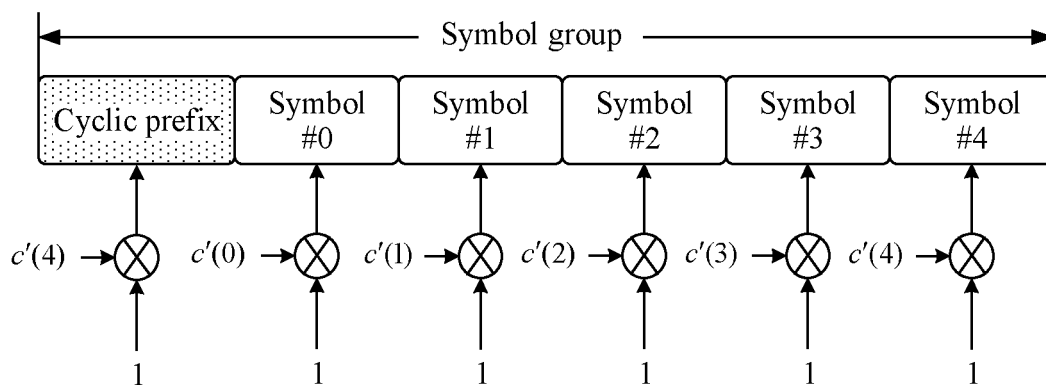 Symbol group
Cyclic prefix
Symbol
#0
Symbol
#1
Symbol
#2
Symbol
#3
Symbol
#4
c′(4)
c′(0)
c′(1)
c′(2)
c′(3)
c′(4)
1
1
1
1
1
1